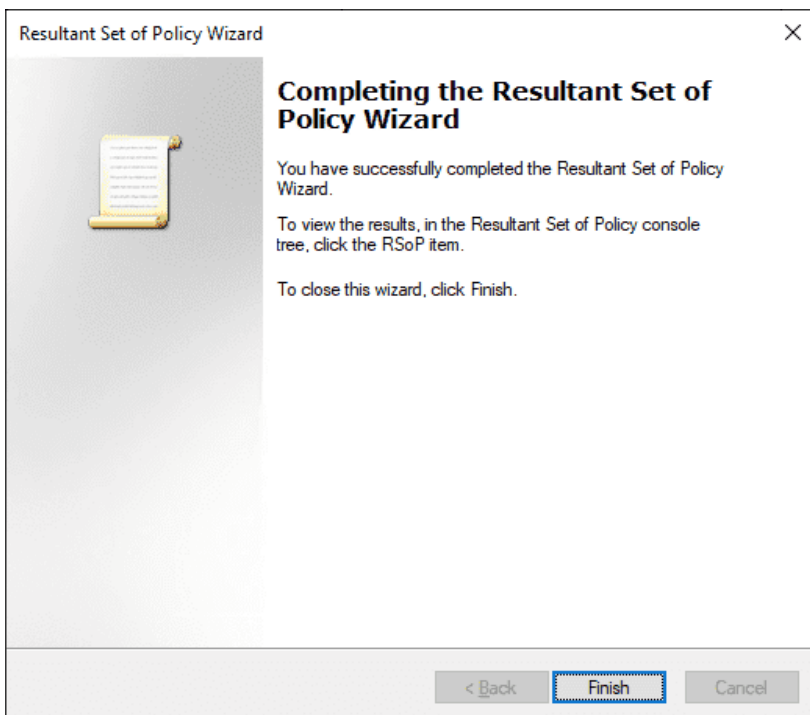 Resultant Set of Policy Wizard
Completing the Resultant Set of
Policy Wizard
You have successfully completed the Resultant Set of Policy
Wizard.
To view the results, in the Resultant Set of Policy console
tree, click the RSoP item.
To close this wizard, click Finish.
< Back
Finish
Cancel